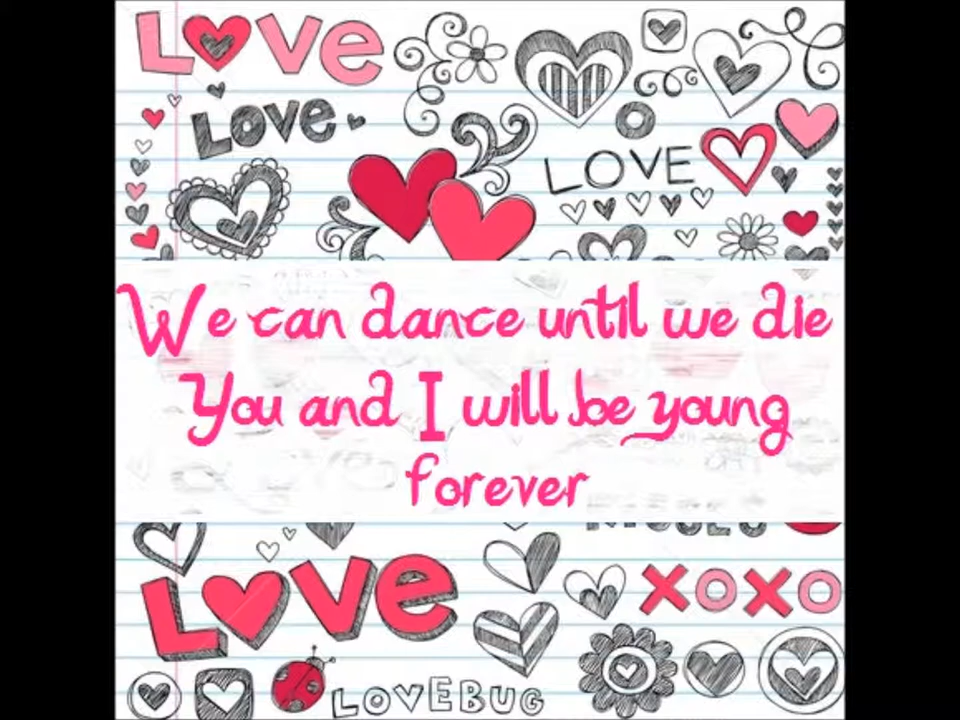 LOVE
LOVE
LOVE
We can dance until we die
You and I will be young
forever
LOVE
XOXO
LOVEBUG